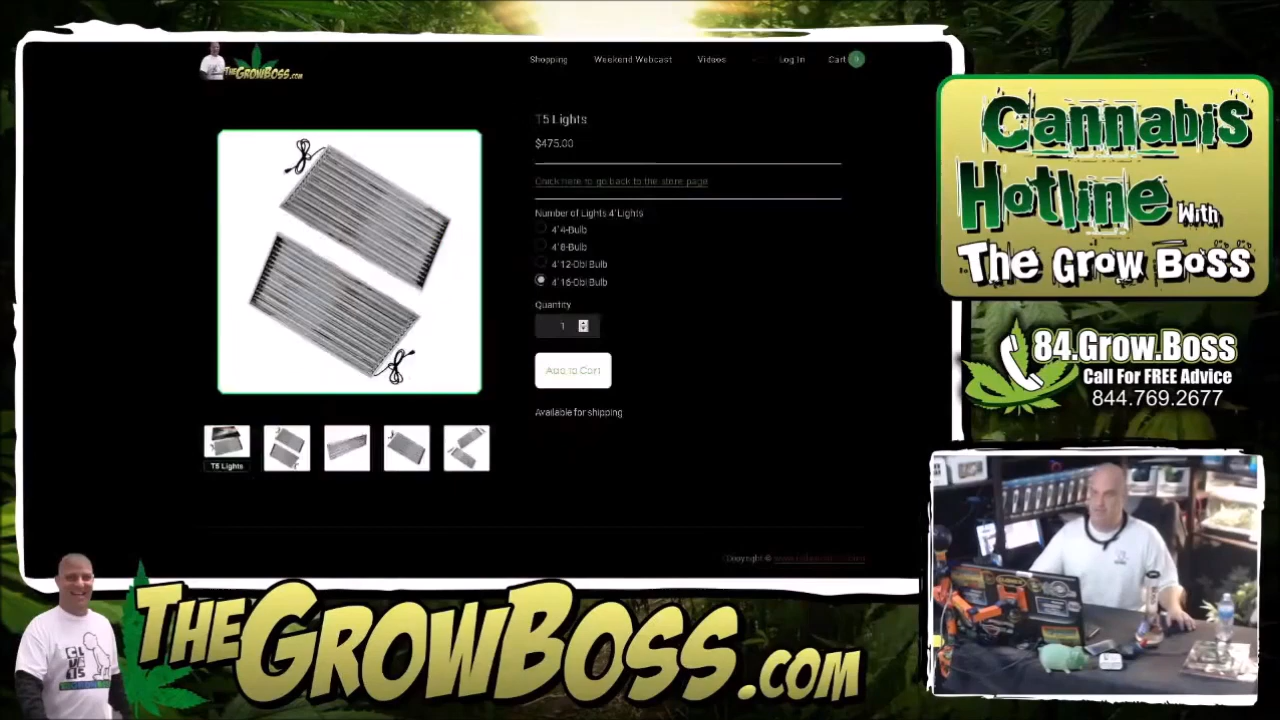 THEGROWBOSS.COM
Shopping
Weekend Webcast
Videos
Log In
Cart 0
T5 Lights
$475.00
Click here to go back to the store page
Number of Lights 4' Lights
4' 4-Bulb
4' 8-Bulb
4' 12-Dbl Bulb
4' 16-Dbl Bulb
Quantity
1
Add to Cart
Available for shipping
T5 Lights
Copyright ©
Cannabis
Hotline With
The Grow Boss
84.Grow.Boss
Call For FREE Advice
844.769.2677
THEGROWBOSS.COM